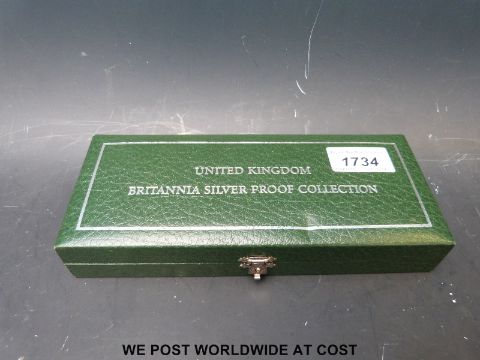 UNITED KINGDOM
1734
BRITANNIA SILVER PROOF COLLECTION
WE POST WORLDWIDE AT COST